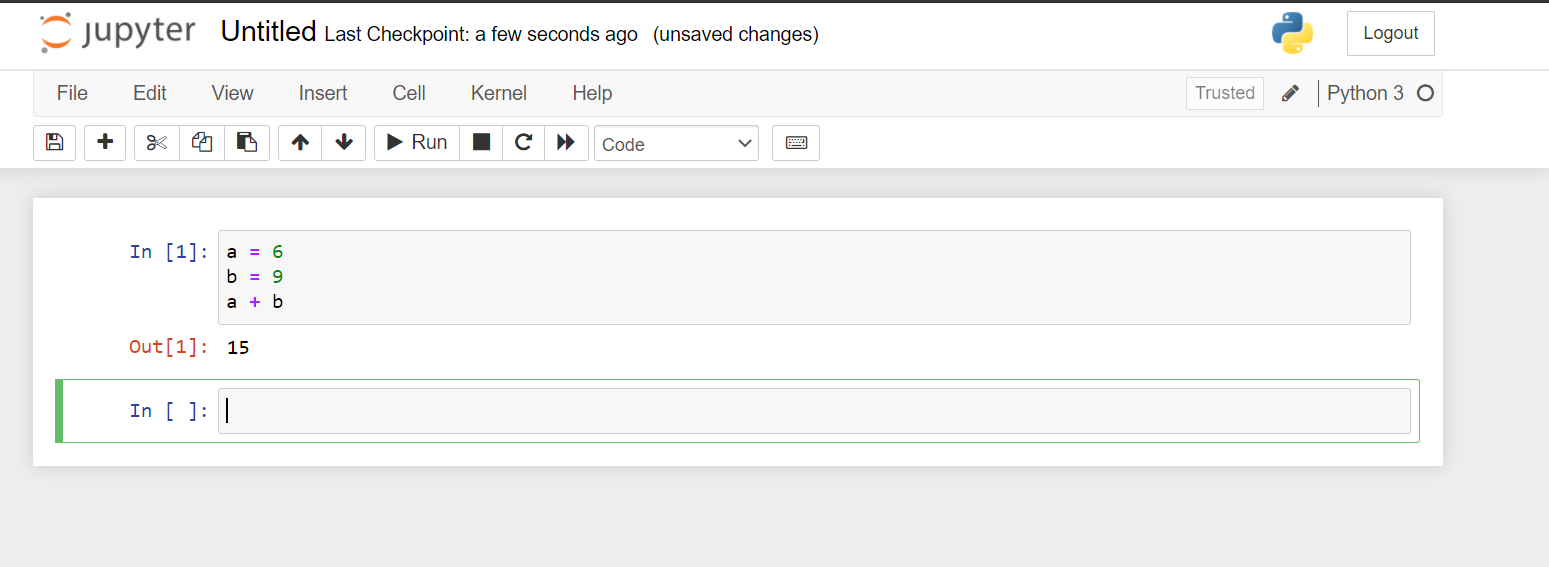 jupyter Untitled Last Checkpoint: a few seconds ago (unsaved changes) Logout
File Edit View Insert Cell Kernel Help Trusted Python 3
Run Code
In [1]: a = 6
b = 9
a + b
Out[1]: 15
In [ ]: